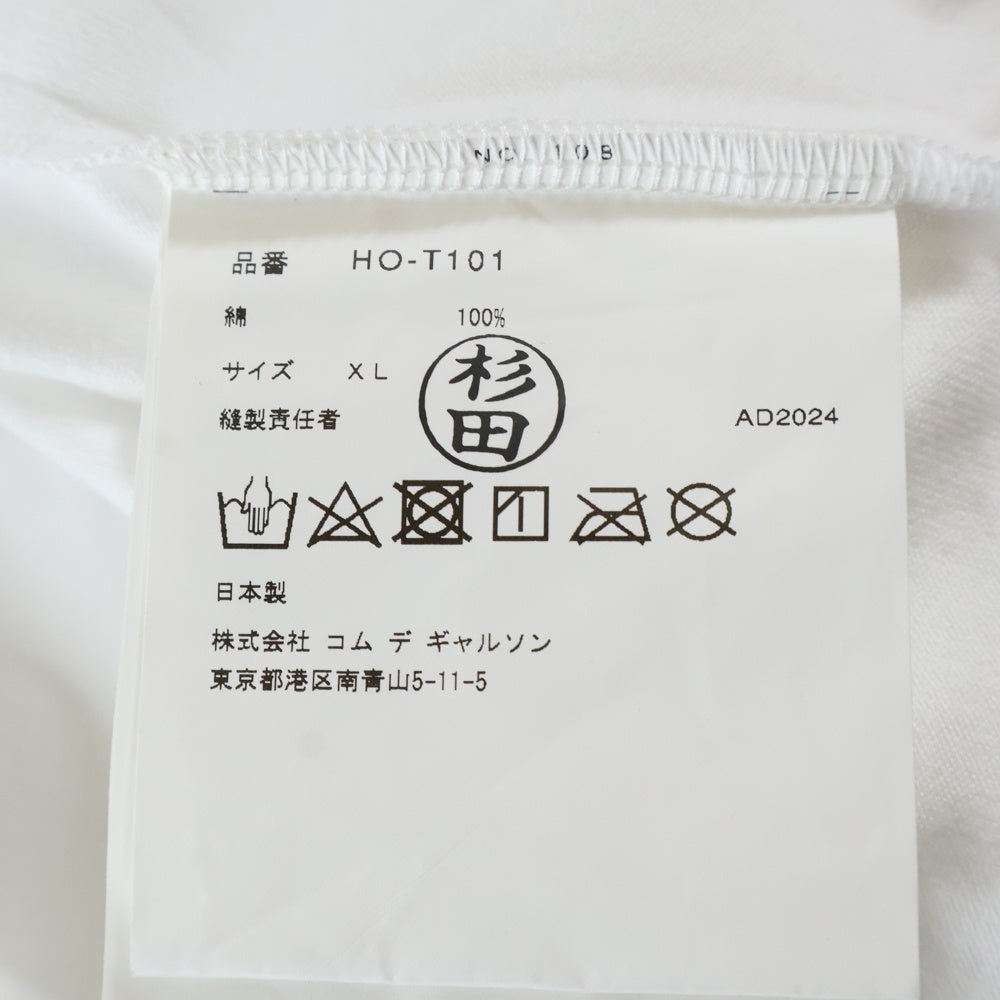 NO 10B
品番 HO-T101
綿 100%
サイズ XL
縫製責任者 杉田 AD2024
日本製
株式会社 コム デ ギャルソン
東京都港区南青山5-11-5